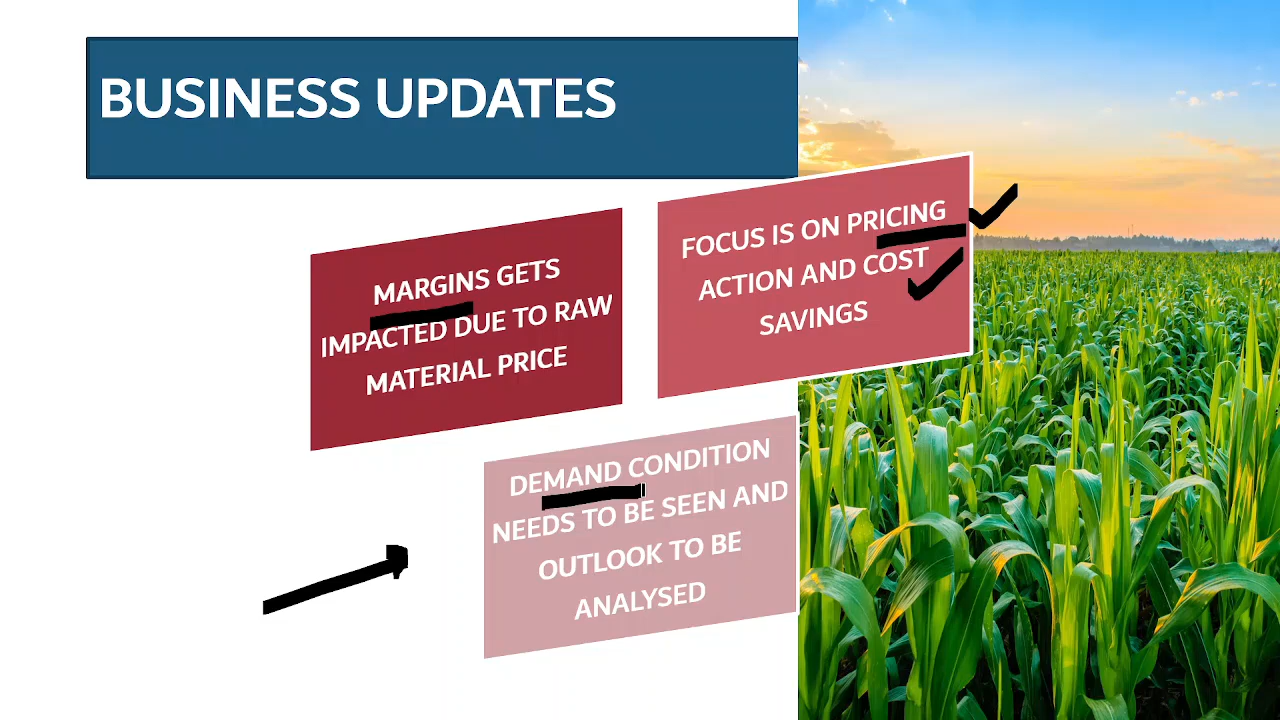 BUSINESS UPDATES
MARGINS GETS
IMPACTED DUE TO RAW
MATERIAL PRICE
FOCUS IS ON PRICING
ACTION AND COST
SAVINGS
DEMAND CONDITION
NEEDS TO BE SEEN AND
OUTLOOK TO BE
ANALYSED